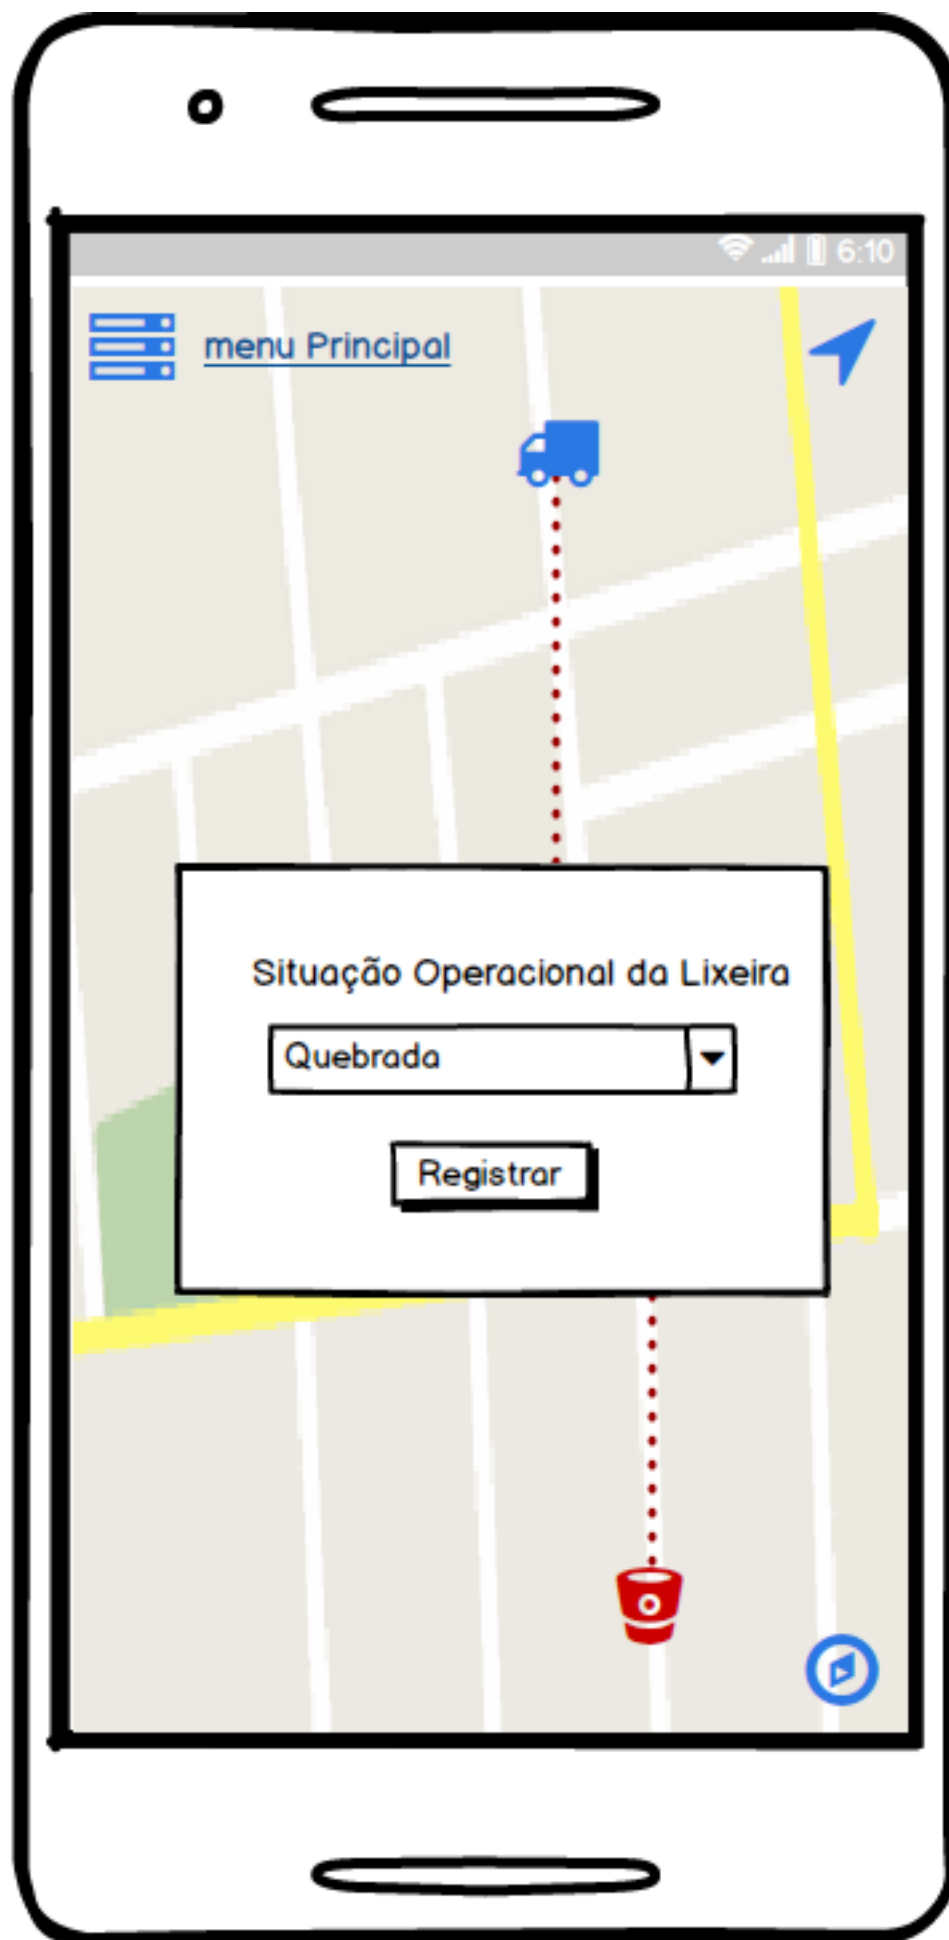 6:10
menu Principal
Situação Operacional da Lixeira
Quebrada
Registrar